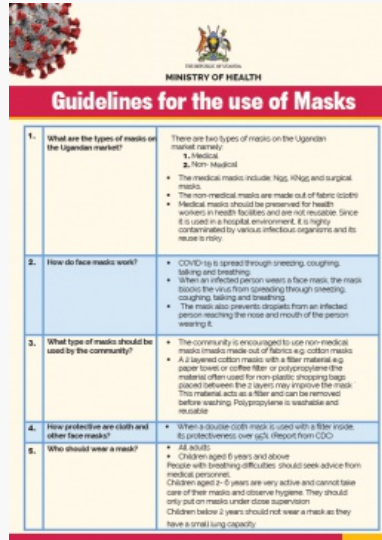 THE REPUBLIC OF UGANDA
MINISTRY OF HEALTH
Guidelines for the use of Masks
1.
What are the types of masks on
the Ugandan market?
There are two types of masks on the Ugandan
market namely:
1. Medical
2. Non- Medical
• The medical masks include; N95, KN95 and surgical
masks.
• The non-medical masks are made out of fabric (cloth)
• Medical masks should be preserved for health
workers in health facilities and are not reusable. Since
it is used in a hospital environment, it is highly
contaminated by various infectious organisms and its
reuse is risky.
2.
How do face masks work?
• COVID-19 is spread through sneezing, coughing,
talking and breathing.
• When an infected person wears a face mask, the mask
blocks the virus from spreading through sneezing,
coughing, talking and breathing.
• The mask also prevents droplets from an infected
person reaching the nose and mouth of the person
wearing it.
3.
What type of masks should be
used by the community?
• The community is encouraged to use non-medical
masks (masks made out of fabrics e.g: cotton masks
• A 2 layered cotton masks with a filter material e.g.
paper towel or coffee filter or polypropylene (the
material often used for non-plastic shopping bags
placed between the 2 layers may improve the mask
This material acts as a filter and can be removed
before washing. Polypropylene is washable and
reusable
4.
How protective are cloth and
other face masks?
• When a double cloth mask is used with a filter inside,
its protectiveness over 95% (Report from CDC)
5.
Who should wear a mask?
• All adults
• Children aged 6 years and above
People with breathing difficulties should seek advice from
medical personnel.
Children aged 2- 6 years are very active and cannot take
care of their masks and observe hygiene. They should
only put on masks under close supervision
Children below 2 years should not wear a mask as they
have a small lung capacity